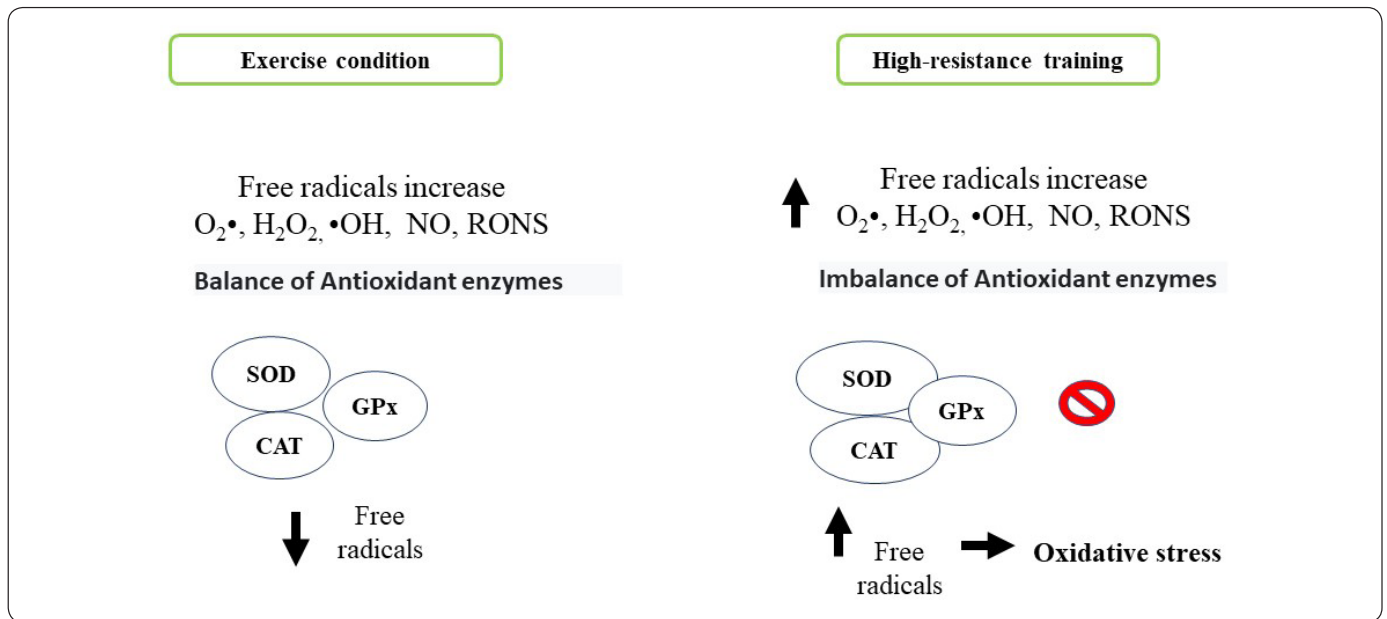 Exercise condition
Free radicals increase
O₂•, H₂O₂, •OH, NO, RONS
Balance of Antioxidant enzymes
SOD
GPx
CAT
Free
radicals
High-resistance training
Free radicals increase
O₂•, H₂O₂, •OH, NO, RONS
Imbalance of Antioxidant enzymes
SOD
GPx
CAT
Free
radicals
Oxidative stress